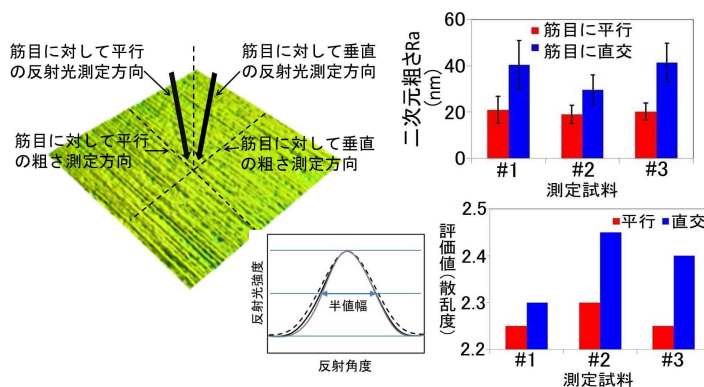 筋目に対して平行
の反射光測定方向
筋目に対して垂直
の反射光測定方向
筋目に対して平行
の粗さ測定方向
筋目に対して垂直
の粗さ測定方向
反射光強度
半値幅
反射角度
二次元粗さRa
(nm)
60
40
20
0
筋目に平行
筋目に直交
#1
#2
#3
測定試料
評価値(散乱度)
2.5
2.4
2.3
2.2
平行
直交
#1
#2
#3
測定試料